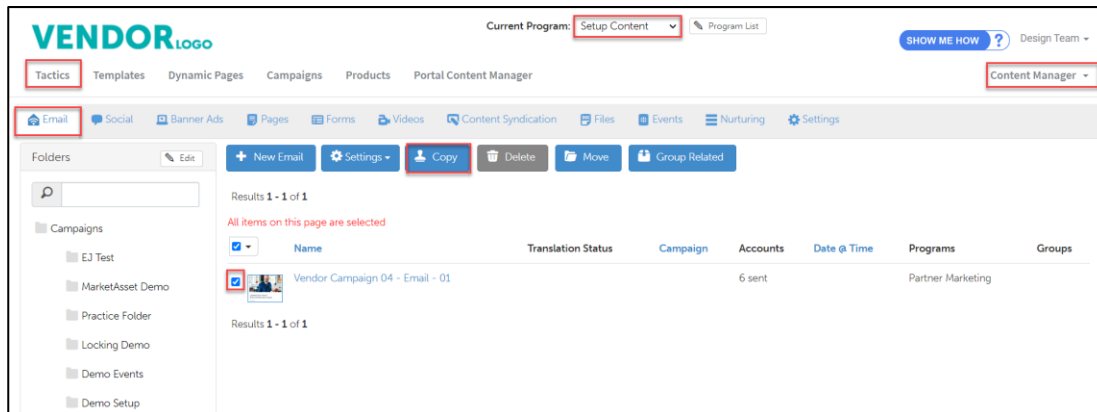 VENDOR LOGO
Current Program: Setup Content Program List
SHOW ME HOW ? Design Team
Tactics Templates Dynamic Pages Campaigns Products Portal Content Manager Content Manager
Email Social Banner Ads Pages Forms Videos Content Syndication Files Events Nurturing Settings
Folders Edit
New Email Settings Copy Delete Move Group Related
Results 1 - 1 of 1
All items on this page are selected
Name Translation Status Campaign Accounts Date @ Time Programs Groups
Vendor Campaign 04 - Email - 01 6 sent Partner Marketing
Results 1 - 1 of 1
Campaigns
EJ Test
MarketAsset Demo
Practice Folder
Locking Demo
Demo Events
Demo Setup